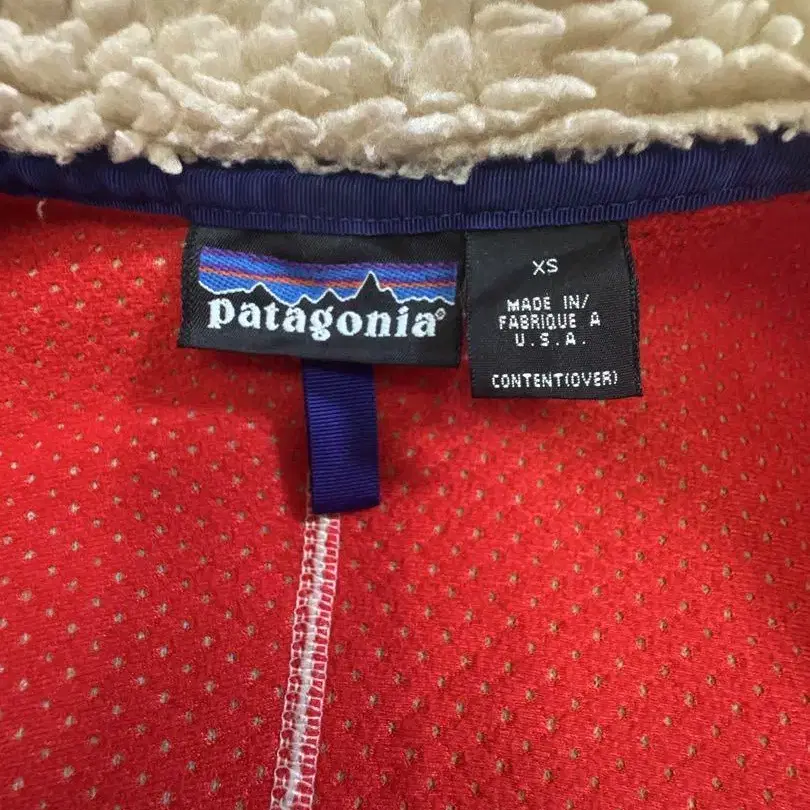 patagonia®
XS
MADE IN/
FABRIQUE A
U.S.A.
CONTENT(OVER)